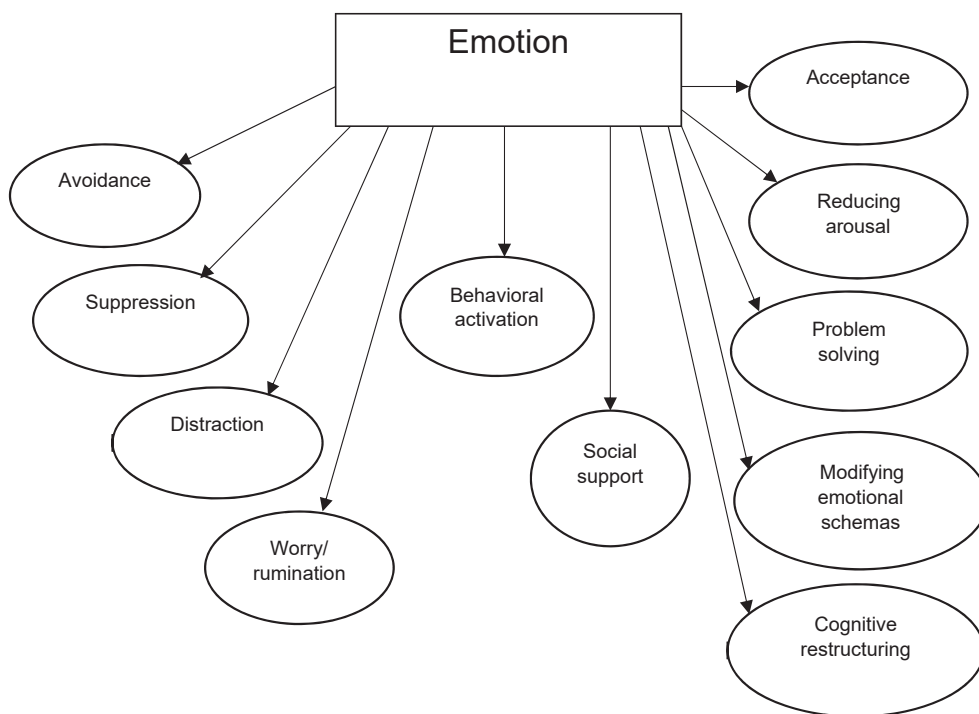 Emotion
Acceptance
Avoidance
Reducing
arousal
Suppression
Behavioral
activation
Problem
solving
Distraction
Social
support
Modifying
emotional
schemas
Worry/
rumination
Cognitive
restructuring